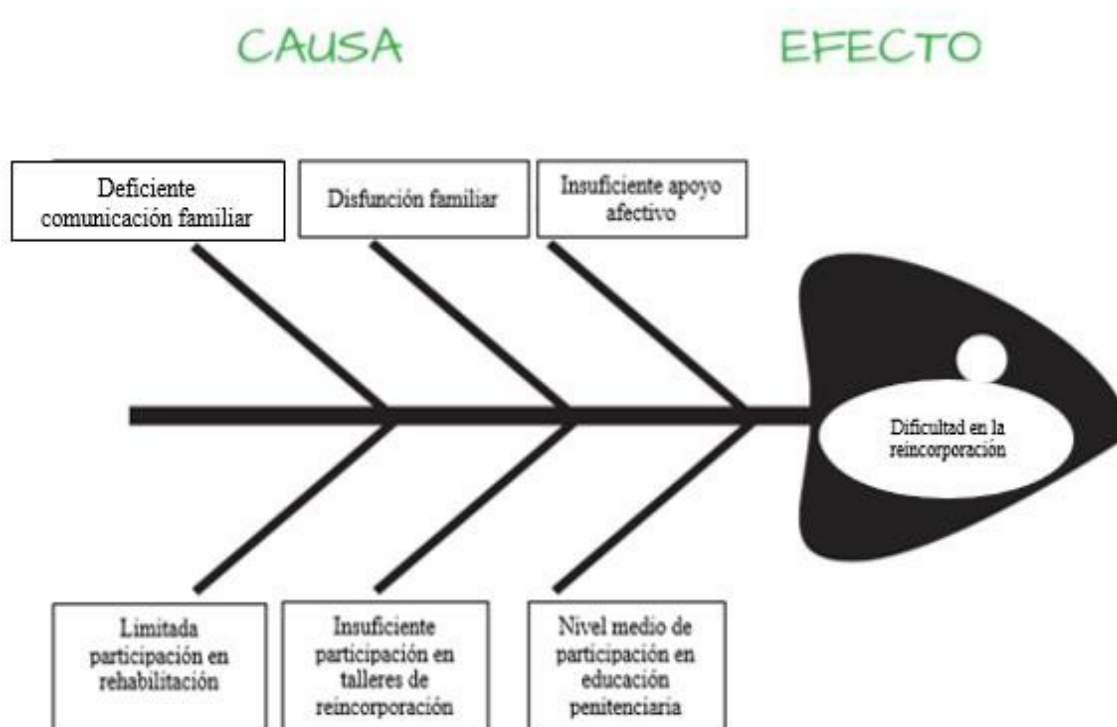 CAUSA
EFECTO
Deficiente
comunicación familiar
Disfunción familiar
Insuficiente apoyo
afectivo
Dificultad en la
reincorporación
Limitada
participación en
rehabilitación
Insuficiente
participación en
talleres de
reincorporación
Nivel medio de
participación en
educación
penitenciaria